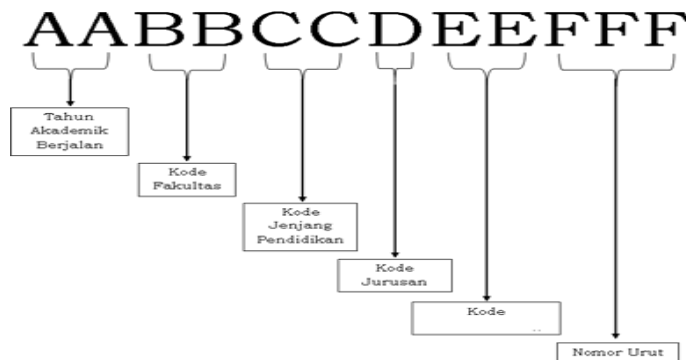 AABBCCDEEFFF
Tahun
Akademik
Berjalan
Kode
Fakultas
Kode
Jenjang
Pendidikan
Kode
Jurusan
Kode
Nomor Urut